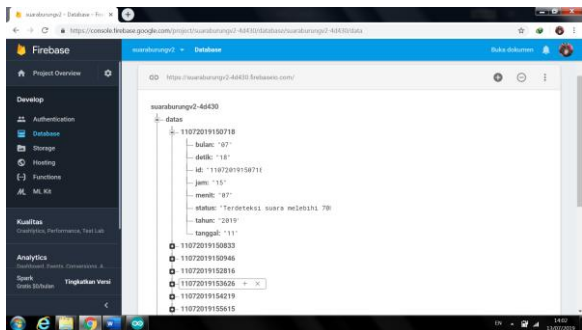 suaraburungv2 - Database - Fire
https://console.firebase.google.com/project/suaraburungv2-4d430/database/suaraburungv2-4d430/data
Firebase
suaraburungv2
Database
Buka dokumen
Project Overview
https://suaraburungv2-4d430.firebaseio.com/
Develop
suaraburungv2-4d430
Authentication
datas
Database
11072019150718
Storage
bulan: "07"
Hosting
detik: "18"
Functions
id: "1107201915071
ML Kit
jam: "15"
menit: "07"
status: "Terdeteksi suara melebihi 70
Kualitas
tahun: "2019"
Crashlytics, Performance, Test Lab
tanggal: "11"
11072019150833
Analytics
11072019150946
11072019152816
Spark
Gratis $0/bulan
Tingkatkan Versi
11072019153626
11072019154219
11072019155615
EN
14:02
13/07/2019